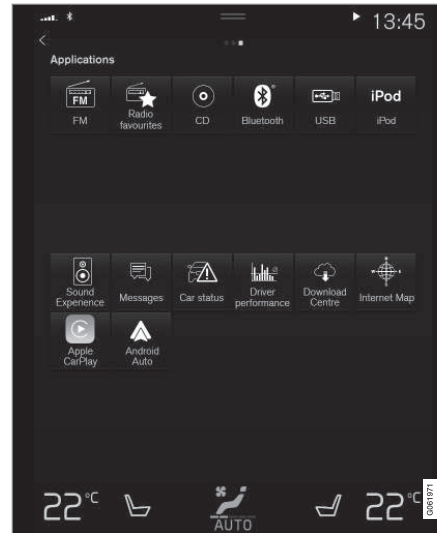 13:45
Applications
FM
FM
Radio
favourites
CD
Bluetooth
USB
iPod
iPod
Sound
Experience
Messages
Car status
Driver
performance
Download
Centre
Internet Map
Apple
CarPlay
Android
Auto
22°C
AUTO
22°C
G061971